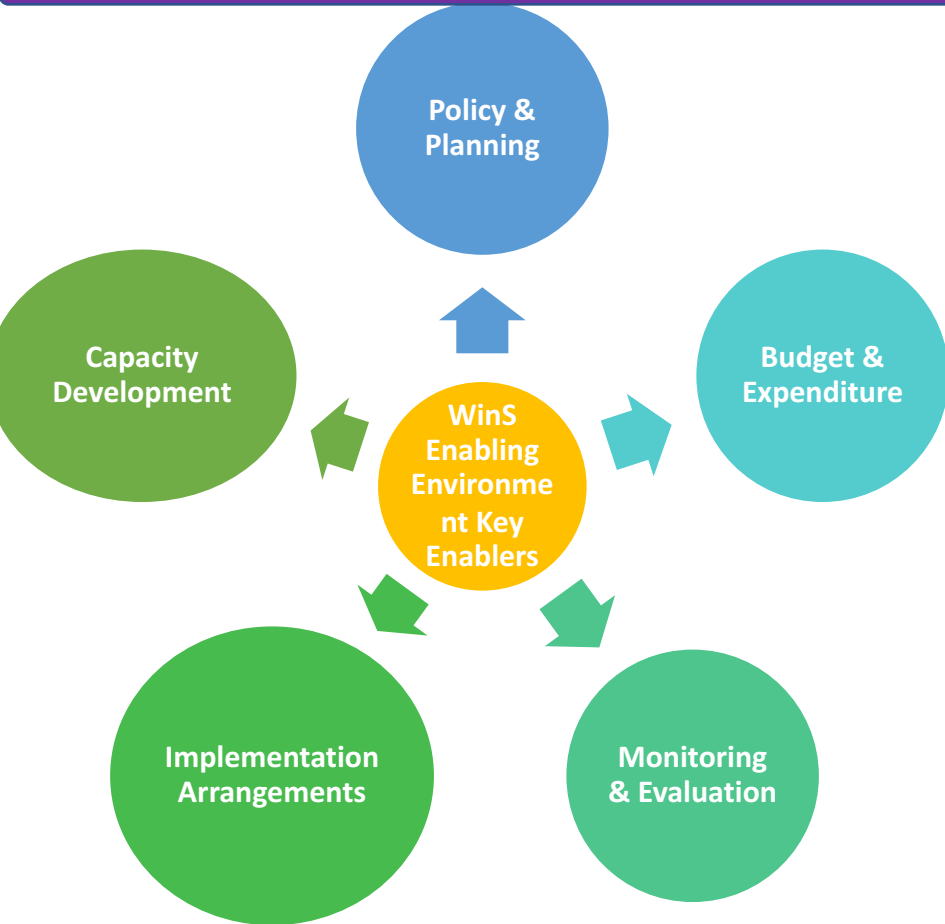 Policy &
Planning
Capacity
Development
Budget &
Expenditure
WinS
Enabling
Environme
nt Key
Enablers
Implementation
Arrangements
Monitoring
& Evaluation